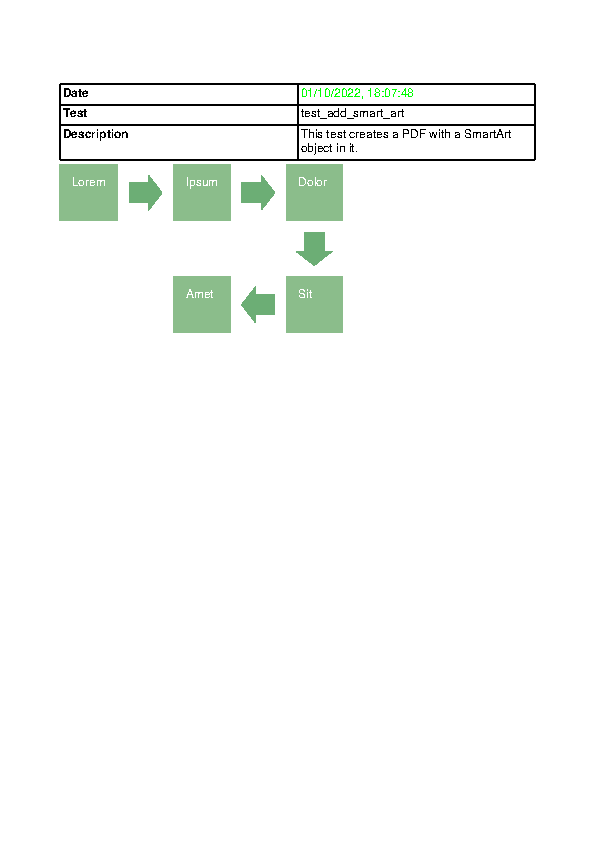 Date 01/10/2022, 18:07:48
Test test_add_smart_art
Description This test creates a PDF with a SmartArt
object in it.
Lorem Ipsum Dolor
Amet Sit